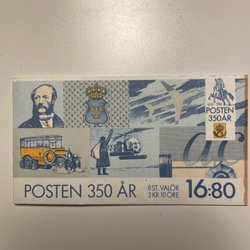 POSTEN
350 ÅR
POSTEN 350 ÅR
8 ST. VALÖR
2 KR 10 ÖRE
16:80